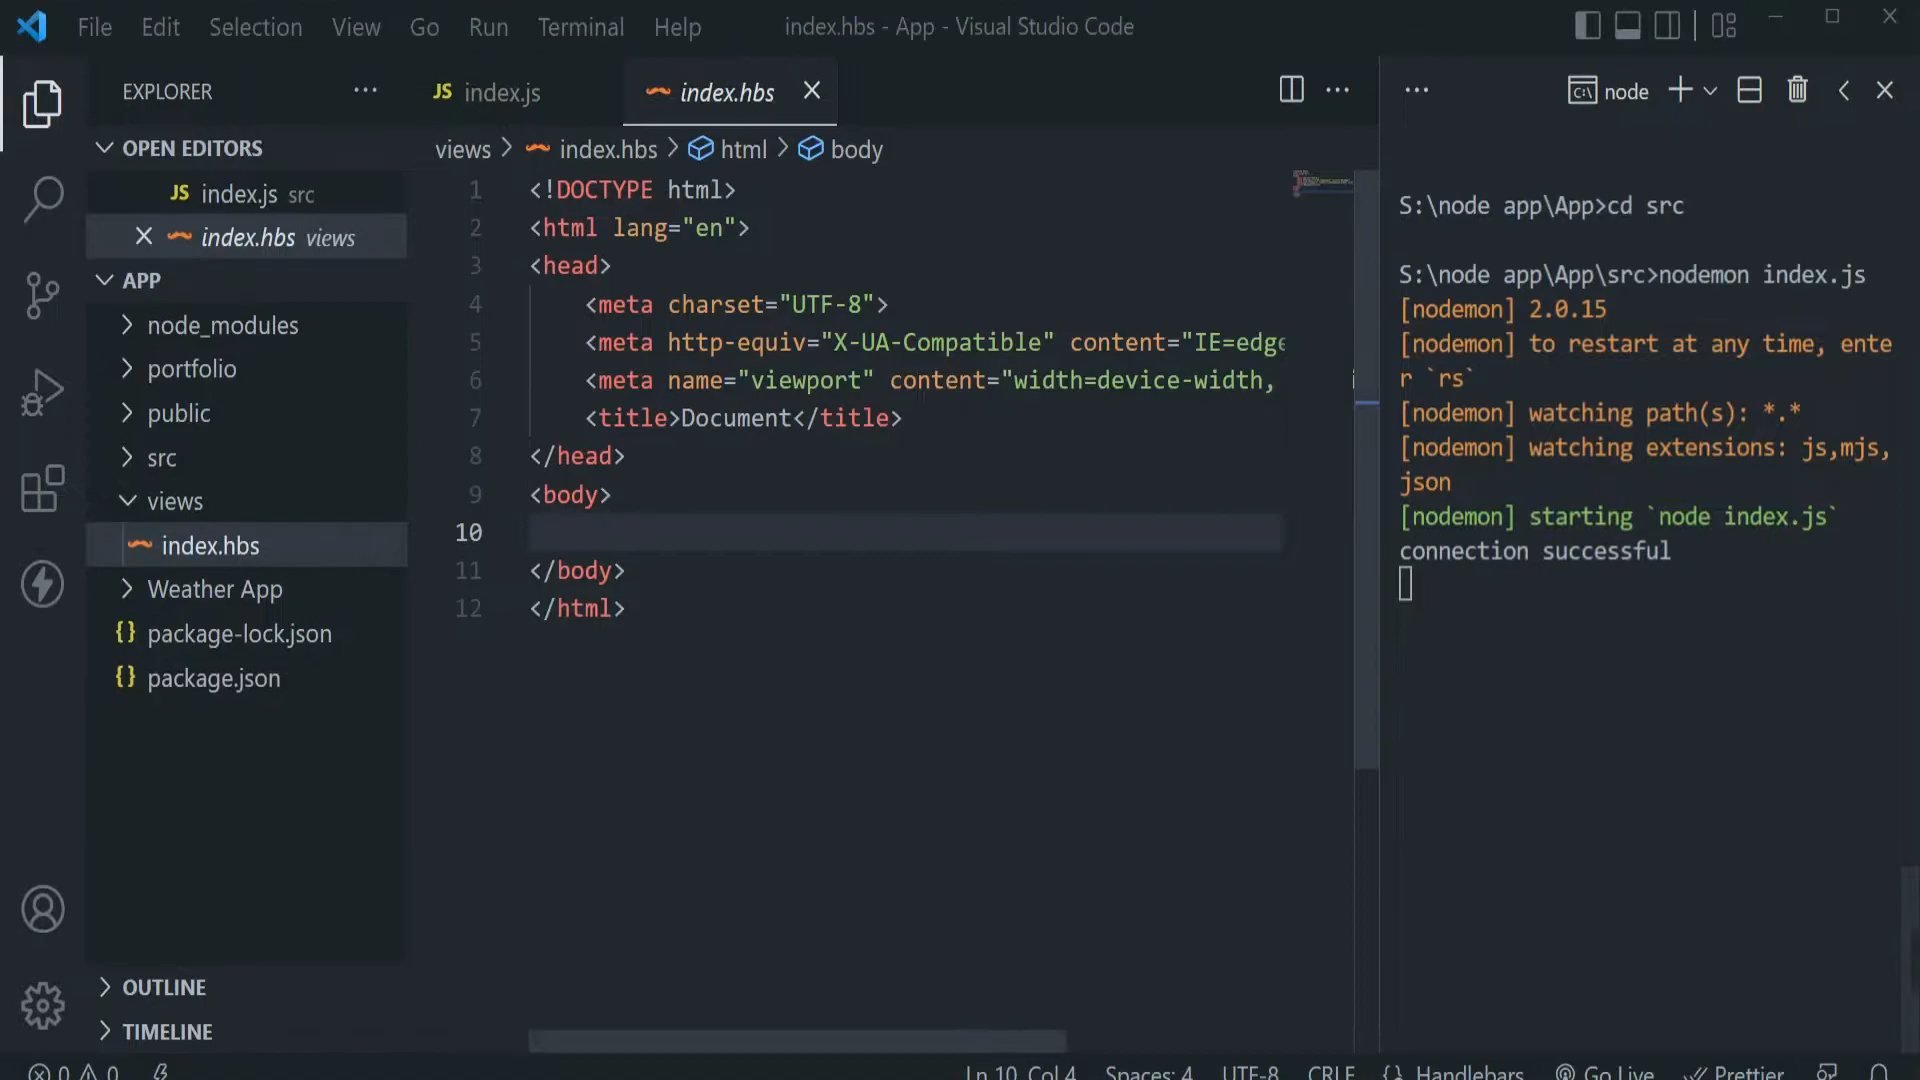 File Edit Selection View Go Run Terminal Help
index.hbs - App - Visual Studio Code
EXPLORER
OPEN EDITORS
JS index.js src
index.hbs views
APP
node_modules
portfolio
public
src
views
index.hbs
Weather App
{} package-lock.json
{} package.json
OUTLINE
TIMELINE
JS index.js
index.hbs
views > index.hbs > html > body
1 <!DOCTYPE html>
2 <html lang="en">
3 <head>
4 <meta charset="UTF-8">
5 <meta http-equiv="X-UA-Compatible" content="IE=edge
6 <meta name="viewport" content="width=device-width, i
7 <title>Document</title>
8 </head>
9 <body>
10
11 </body>
12 </html>
node
S:\node app\App>cd src
S:\node app\App\src>nodemon index.js
[nodemon] 2.0.15
[nodemon] to restart at any time, ente
r `rs`
[nodemon] watching path(s): *.*
[nodemon] watching extensions: js,mjs,
json
[nodemon] starting `node index.js`
connection successful
0 0
Ln 10, Col 4 Spaces: 4 UTF-8 CRLF {} Handlebars Go Live Prettier